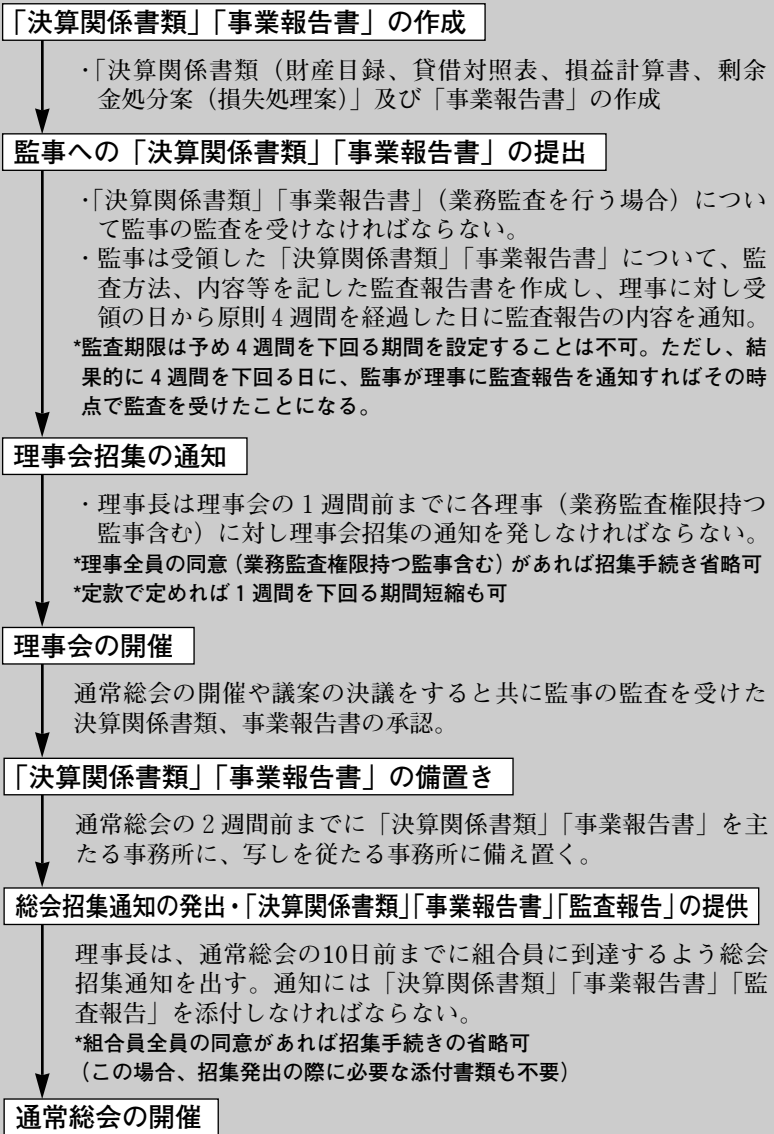 「決算関係書類」「事業報告書」の作成
・「決算関係書類（財産目録、貸借対照表、損益計算書、剰余
金処分案（損失処理案）」及び「事業報告書」の作成
監事への「決算関係書類」「事業報告書」の提出
・「決算関係書類」「事業報告書」（業務監査を行う場合）につい
て監事の監査を受けなければならない。
・監事は受領した「決算関係書類」「事業報告書」について、監
査方法、内容等を記した監査報告書を作成し、理事に対し受
領の日から原則４週間を経過した日に監査報告の内容を通知。
*監査期限は予め４週間を下回る期間を設定することは不可。ただし、結
果的に４週間を下回る日に、監事が理事に監査報告を通知すればその時
点で監査を受けたことになる。
理事会招集の通知
・理事長は理事会の１週間前までに各理事（業務監査権限持つ
監事含む）に対し理事会招集の通知を発しなければならない。
*理事全員の同意（業務監査権限持つ監事含む）があれば招集手続き省略可
*定款で定めれば１週間を下回る期間短縮も可
理事会の開催
通常総会の開催や議案の決議をすると共に監事の監査を受けた
決算関係書類、事業報告書の承認。
「決算関係書類」「事業報告書」の備置き
通常総会の２週間前までに「決算関係書類」「事業報告書」を主
たる事務所に、写しを従たる事務所に備え置く。
総会招集通知の発出・「決算関係書類」「事業報告書」「監査報告」の提供
理事長は、通常総会の10日前までに組合員に到達するよう総会
招集通知を出す。通知には「決算関係書類」「事業報告書」「監
査報告」を添付しなければならない。
*組合員全員の同意があれば招集手続きの省略可
（この場合、招集発出の際に必要な添付書類も不要）
通常総会の開催